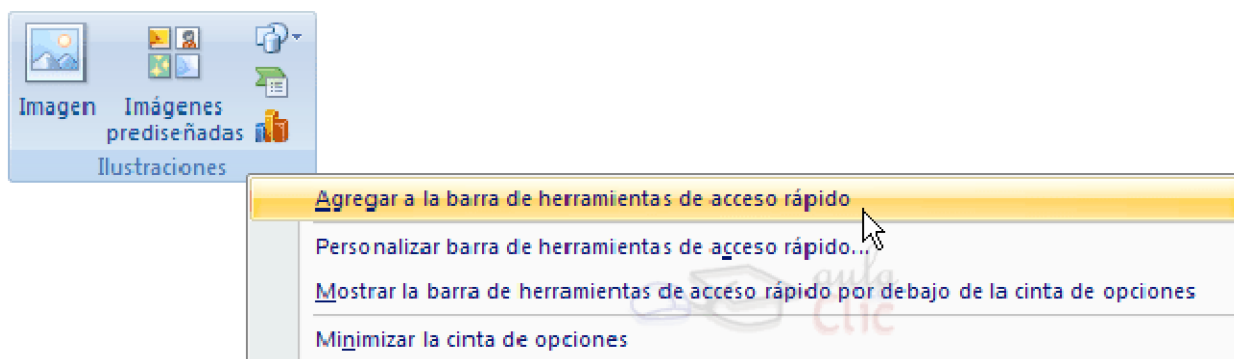 Imagen
Imágenes
prediseñadas
Ilustraciones
Agregar a la barra de herramientas de acceso rápido
Personalizar barra de herramientas de acceso rápido...
Mostrar la barra de herramientas de acceso rápido por debajo de la cinta de opciones
Minimizar la cinta de opciones
aula
Clic